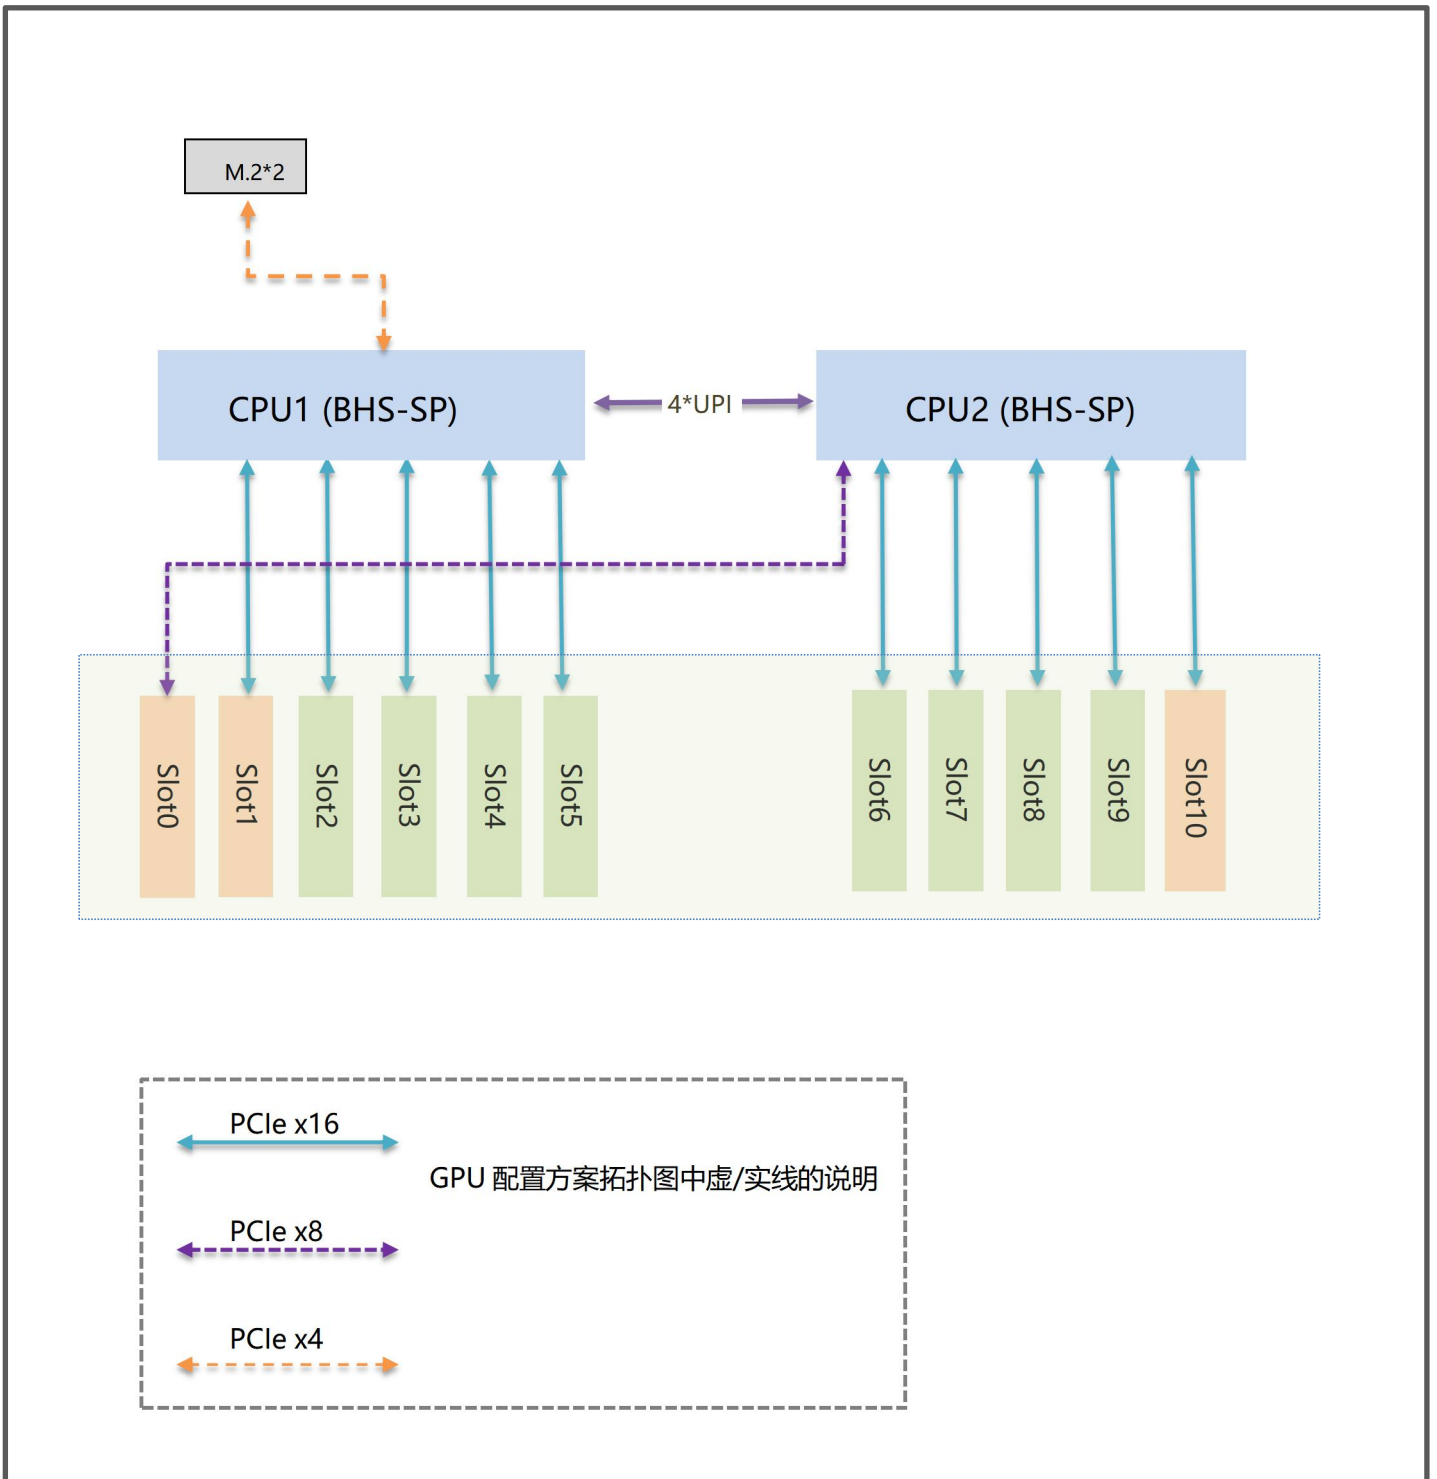 M.2*2
CPU1 (BHS-SP)
4*UPI
CPU2 (BHS-SP)
Slot0
Slot1
Slot2
Slot3
Slot4
Slot5
Slot6
Slot7
Slot8
Slot9
Slot10
PCIe x16
GPU 配置方案拓扑图中虚/实线的说明
PCIe x8
PCIe x4